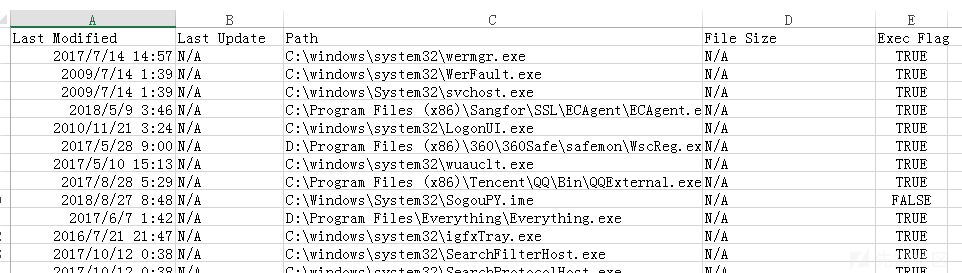 A B C D E
Last Modified Last Update Path File Size Exec Flag
2017/7/14 14:57 N/A C:\windows\system32\wermgr.exe N/A TRUE
2009/7/14 1:39 N/A C:\windows\system32\WerFault.exe N/A TRUE
2009/7/14 1:39 N/A C:\windows\System\svchost.exe N/A TRUE
2018/5/9 3:46 N/A C:\Program Files (x86)\Sangfor\SSL\ECAgent\ECAgent.e N/A TRUE
2010/11/21 3:24 N/A C:\windows\system32\LogonUI.exe N/A TRUE
2017/5/28 9:00 N/A D:\Program Files (x86)\360\360Safe\safemon\WscReg.ex N/A TRUE
2017/5/10 15:13 N/A C:\windows\system32\wuauclt.exe N/A TRUE
2017/8/28 5:29 N/A C:\Program Files (x86)\Tencent\QQ\Bin\QQExternal.exe N/A TRUE
2018/8/27 8:48 N/A C:\Windows\System32\SogouPY.ime N/A FALSE
2017/6/7 1:42 N/A D:\Program Files\Everything\Everything.exe N/A TRUE
2016/7/21 21:47 N/A C:\windows\system32\igfxTray.exe N/A TRUE
2017/10/12 0:38 N/A C:\windows\system32\SearchFilterHost.exe N/A TRUE
2017/10/12 0:38 N/A C:\windows\system32\SearchProtocolHost.exe N/A TRUE